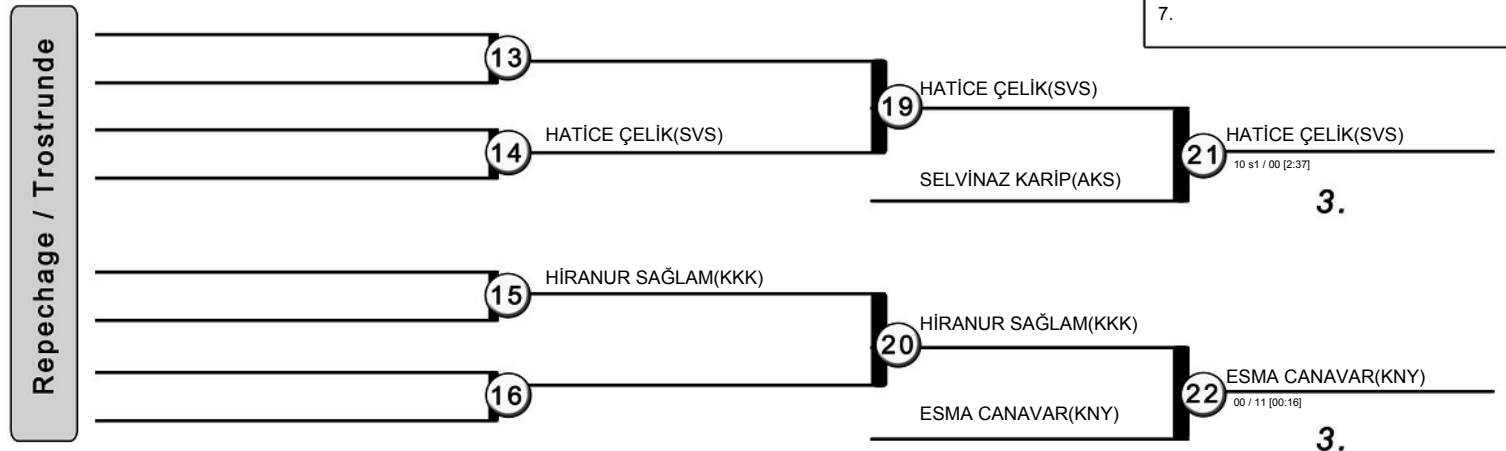 Repechage / Trostrunde
7.
13
14
HATİCE ÇELİK(SVS)
19
HATİCE ÇELİK(SVS)
SELVİNAZ KARİP(AKS)
21
HATİCE ÇELİK(SVS)
10 s1 / 00 [2:37]
3.
15
HİRANUR SAĞLAM(KKK)
16
20
HİRANUR SAĞLAM(KKK)
ESMA CANAVAR(KNY)
22
ESMA CANAVAR(KNY)
00 / 11 [00:16]
3.